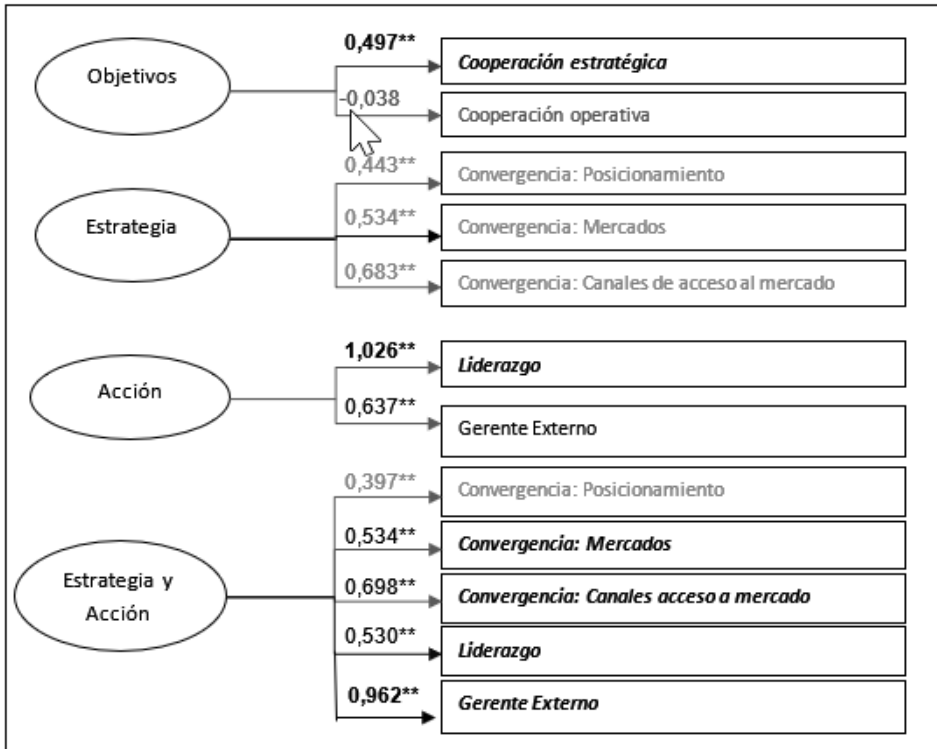 0,497**
Cooperación estratégica
Objetivos
-0,038
Cooperación operativa
0,443**
Convergencia: Posicionamiento
Estrategia
0,534**
Convergencia: Mercados
0,683**
Convergencia: Canales de acceso al mercado
1,026**
Liderazgo
Acción
0,637**
Gerente Externo
0,397**
Convergencia: Posicionamiento
0,534**
Convergencia: Mercados
Estrategia y
Acción
0,698**
Convergencia: Canales acceso a mercado
0,530**
Liderazgo
0,962**
Gerente Externo